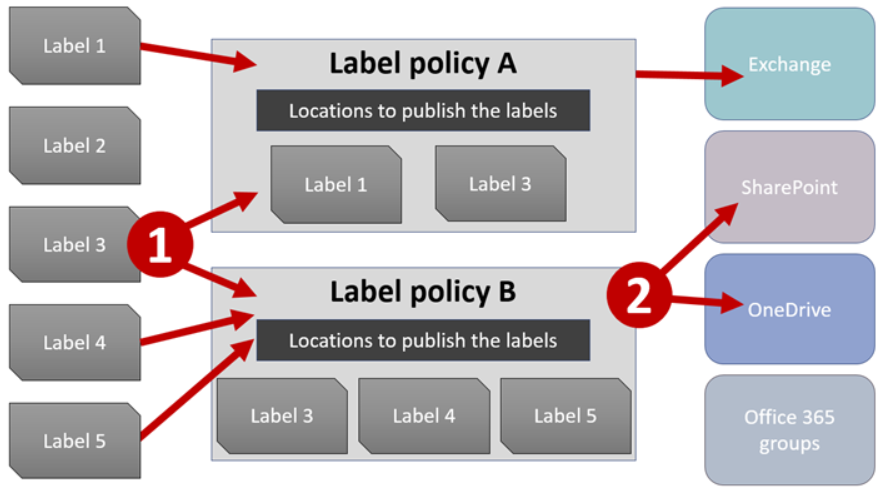 Label 1
Label 2
Label 3
Label 4
Label 5
1
Label policy A
Locations to publish the labels
Label 1
Label 3
Label policy B
Locations to publish the labels
Label 3
Label 4
Label 5
2
Exchange
SharePoint
OneDrive
Office 365
groups